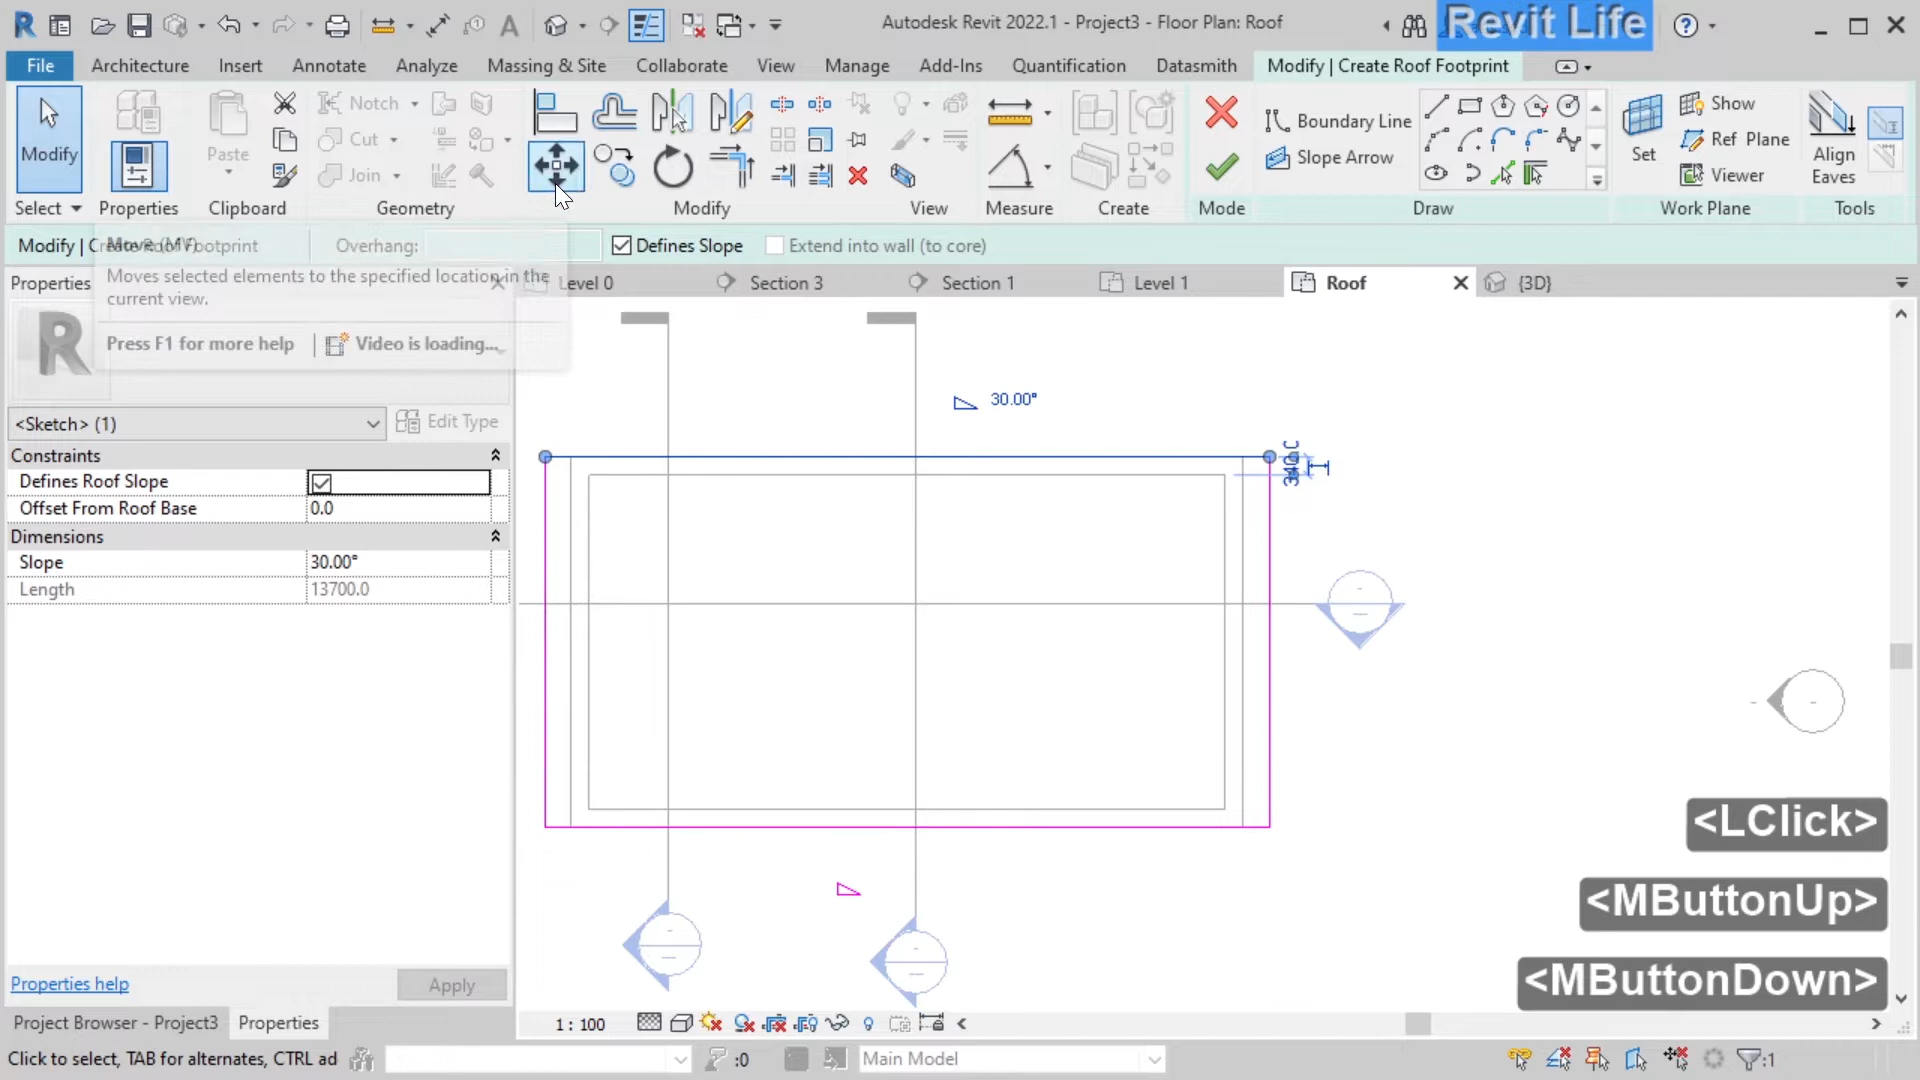 Autodesk Revit 2022.1 - Project3 - Floor Plan: Roof
Revit Life
File Architecture Insert Annotate Analyze Massing & Site Collaborate View Manage Add-Ins Quantification Datasmith Modify | Create Roof Footprint
Modify Paste Notch Cut Join Boundary Line Slope Arrow Set Show Ref Plane Viewer Align Eaves
Select Properties Clipboard Geometry Modify View Measure Create Mode Draw Work Plane Tools
Modify | Create Roof Footprint Overhang: Defines Slope Extend into wall (to core)
Move (MV)
Moves selected elements to the specified location in the
current view.
Press F1 for more help Video is loading...
Properties
Level 0 Section 3 Section 1 Level 1 Roof {3D}
<Sketch> (1) Edit Type
Constraints
Defines Roof Slope
Offset From Roof Base 0.0
Dimensions
Slope 30.00°
Length 13700.0
30.00°
<LClick>
<MButtonUp>
<MButtonDown>
Properties help Apply
Project Browser - Project3 Properties
1 : 100
Click to select, TAB for alternates, CTRL ad :0 Main Model :1